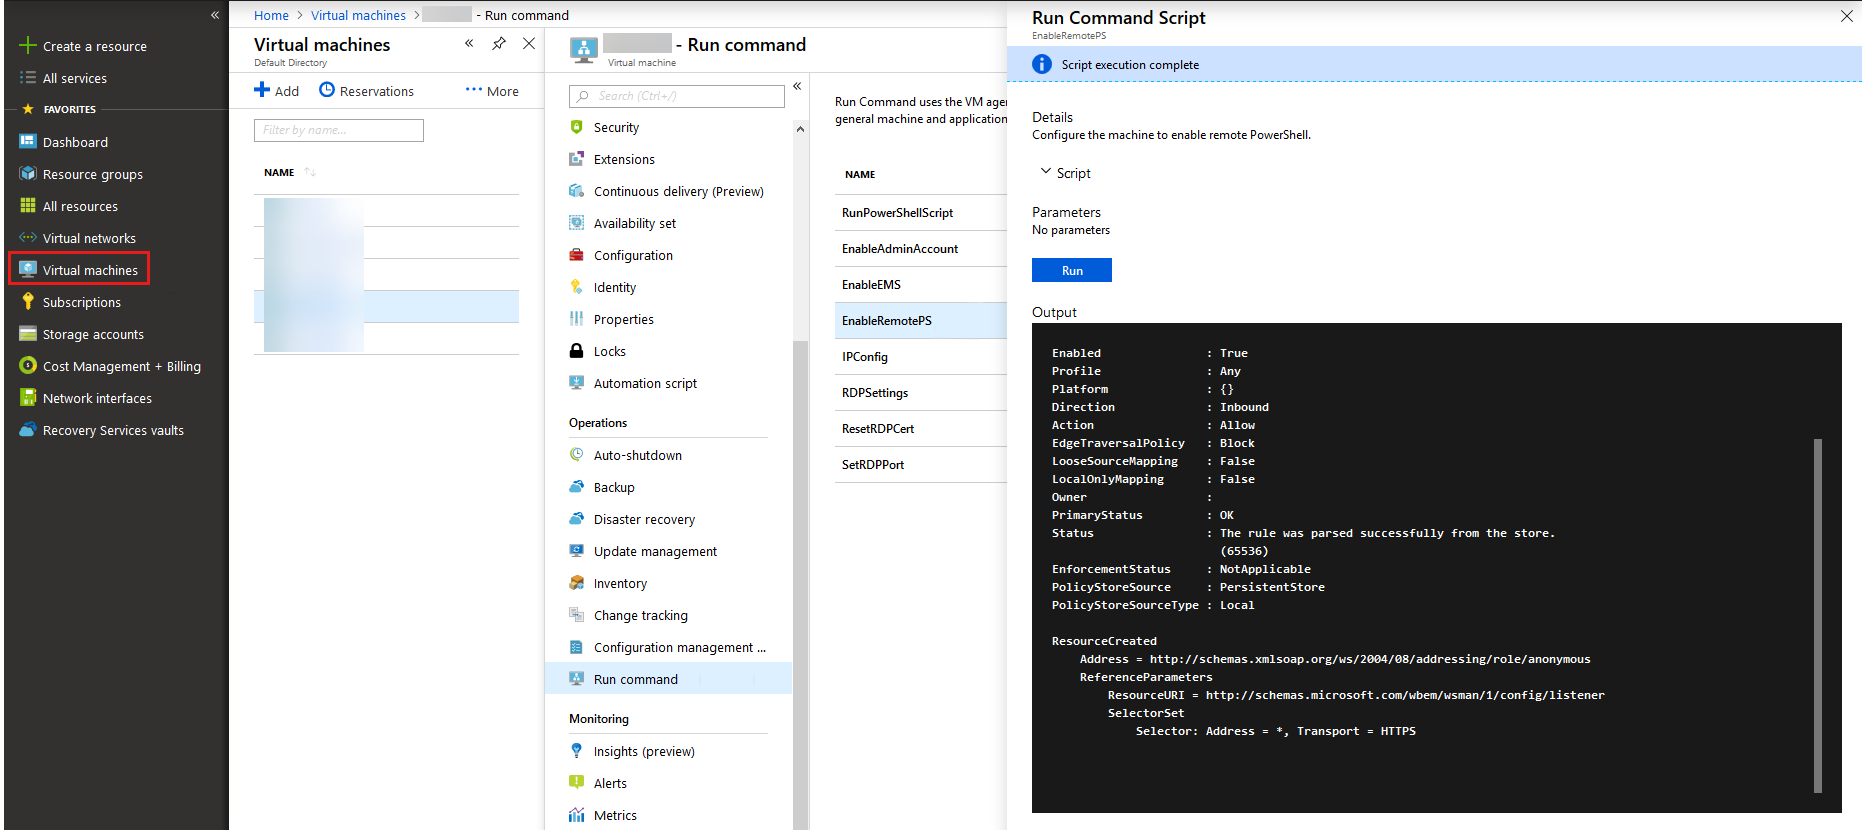 Create a resource
All services
FAVORITES
Dashboard
Resource groups
All resources
Virtual networks
Virtual machines
Subscriptions
Storage accounts
Cost Management + Billing
Network interfaces
Recovery Services vaults
Home > Virtual machines > - Run command
Virtual machines
Default Directory
Add
Reservations
More
Filter by name...
NAME
- Run command
Virtual machine
Search (Ctrl+/)
Security
Extensions
Continuous delivery (Preview)
Availability set
Configuration
Identity
Properties
Locks
Automation script
Operations
Auto-shutdown
Backup
Disaster recovery
Update management
Inventory
Change tracking
Configuration management ...
Run command
Monitoring
Insights (preview)
Alerts
Metrics
Run Command uses the VM age
general machine and application
NAME
RunPowerShellScript
EnableAdminAccount
EnableEMS
EnableRemotePS
IPConfig
RDPSettings
ResetRDPCert
SetRDPPort
Run Command Script
EnableRemotePS
Script execution complete
Details
Configure the machine to enable remote PowerShell.
Script
Parameters
No parameters
Run
Output
Enabled : True
Profile : Any
Platform : {}
Direction : Inbound
Action : Allow
EdgeTraversalPolicy : Block
LooseSourceMapping : False
LocalOnlyMapping : False
Owner :
PrimaryStatus : OK
Status : The rule was parsed successfully from the store.
(65536)
EnforcementStatus : NotApplicable
PolicyStoreSource : PersistentStore
PolicyStoreSourceType : Local
ResourceCreated
Address = http://schemas.xmlsoap.org/ws/2004/08/addressing/role/anonymous
ReferenceParameters
ResourceURI = http://schemas.microsoft.com/wbem/wsman/1/config/listener
SelectorSet
Selector: Address = *, Transport = HTTPS